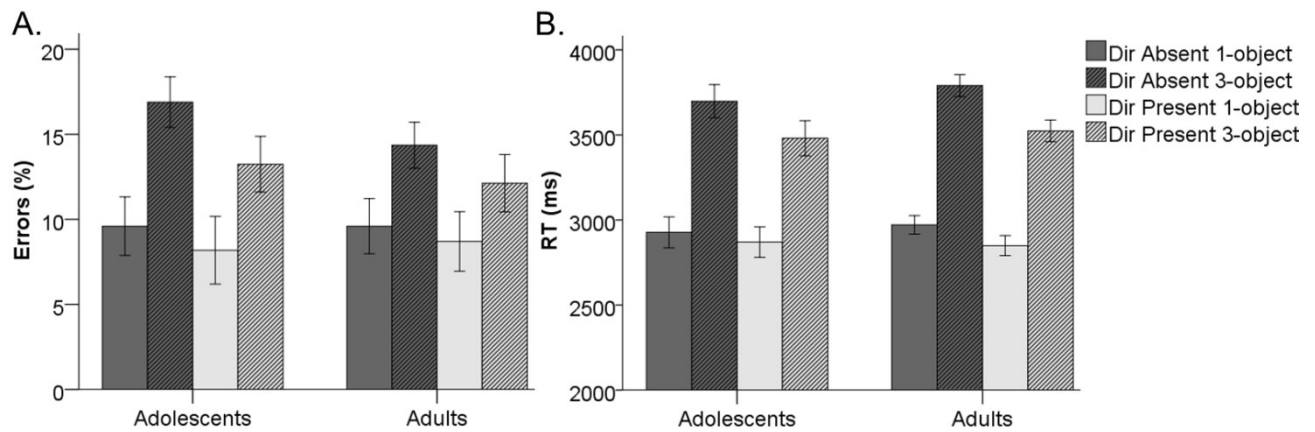 A.
20
15
10
5
0
Errors (%)
Adolescents
Adults
B.
4000
3500
3000
2500
2000
RT (ms)
Adolescents
Adults
Dir Absent 1-object
Dir Absent 3-object
Dir Present 1-object
Dir Present 3-object